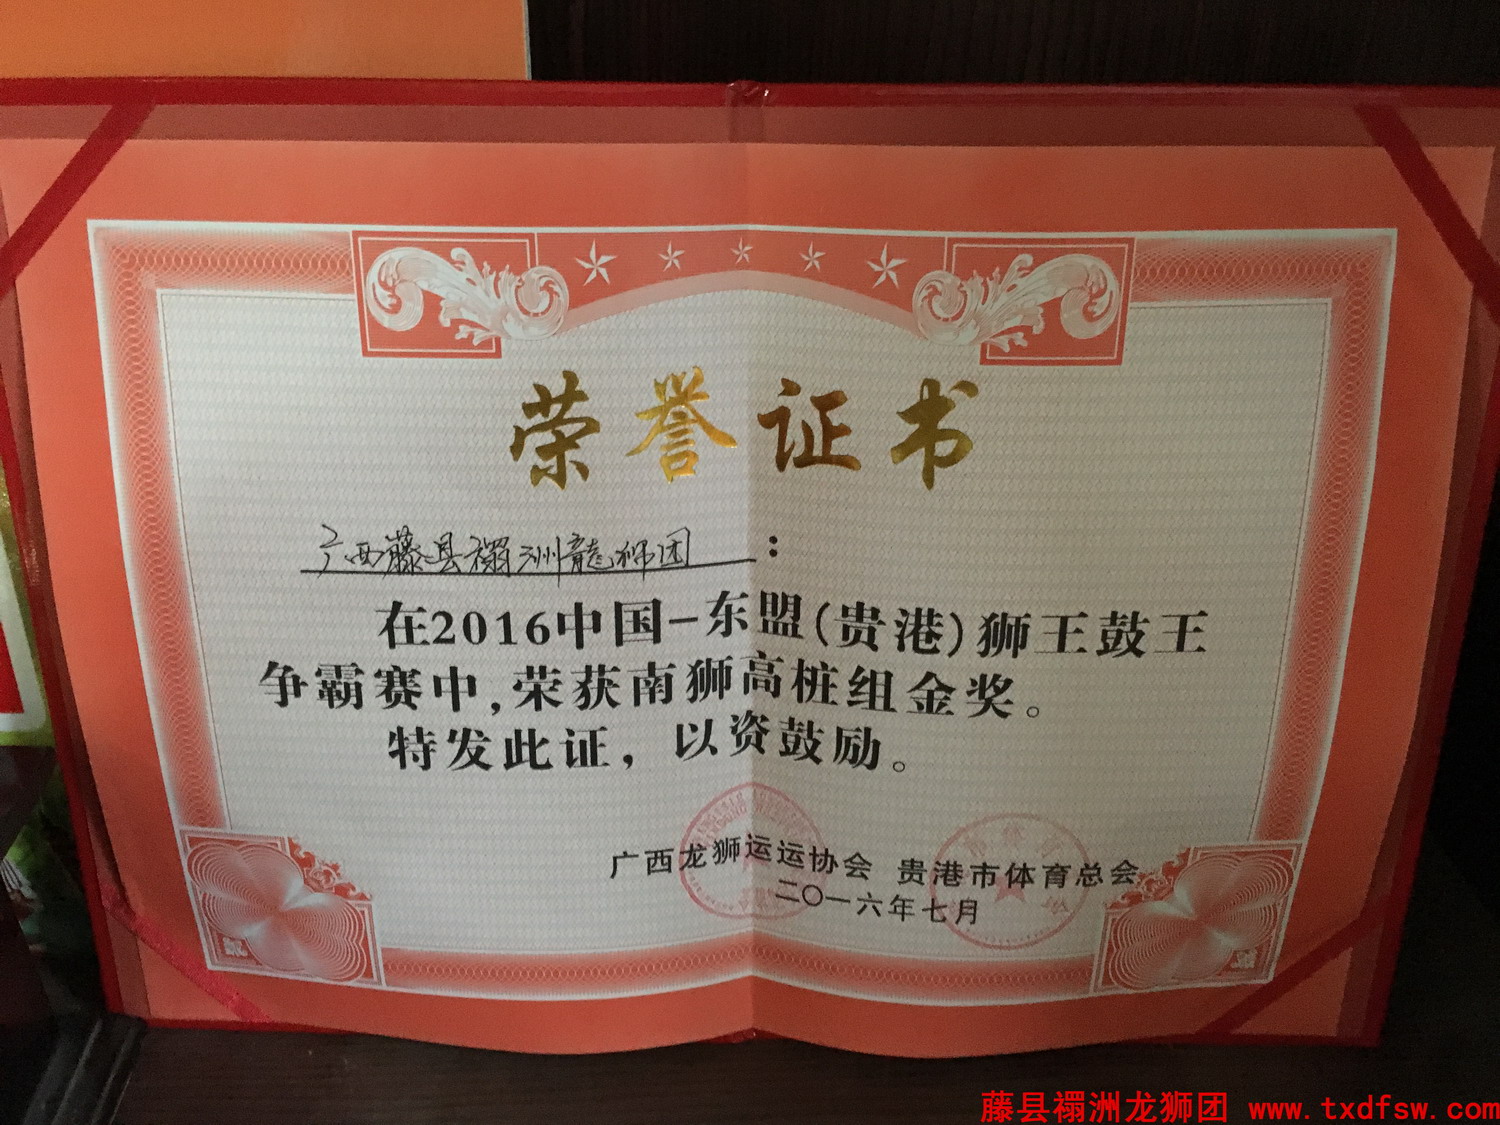 荣誉证书
广西藤县禤洲龍狮团：
在2016中国-东盟(贵港)狮王鼓王
争霸赛中,荣获南狮高桩组金奖。
特发此证，以资鼓励。
广西龙狮运运协会 贵港市体育总会
二〇一六年七月
藤县禤洲龙狮团 www.txdfsw.com